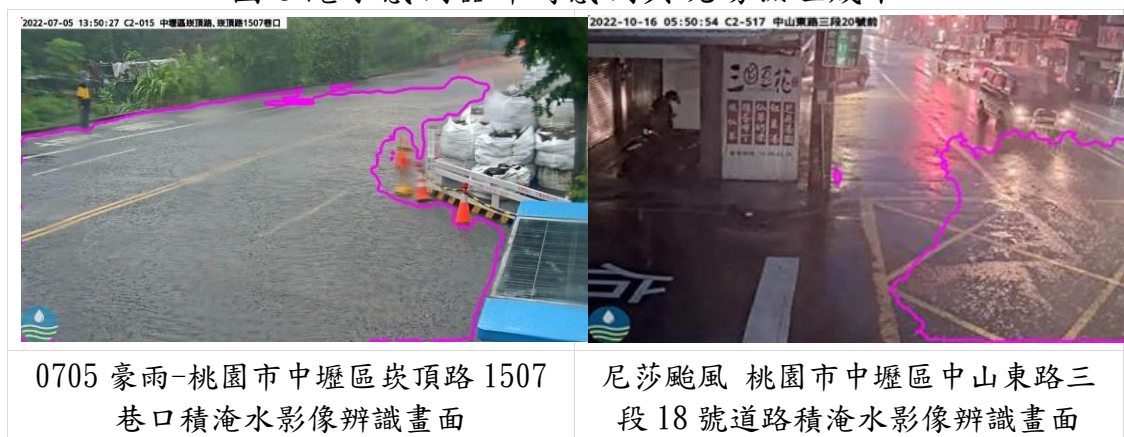 2022-07-05 13:50:27 C2-015 中壢區崁頂路、崁頂路1507巷口
2022-10-16 05:50:54 C2-517 中山東路三段20號前
三國豆花
0705 豪雨-桃園市中壢區崁頂路 1507
巷口積淹水影像辨識畫面
尼莎颱風 桃園市中壢區中山東路三
段 18 號道路積淹水影像辨識畫面